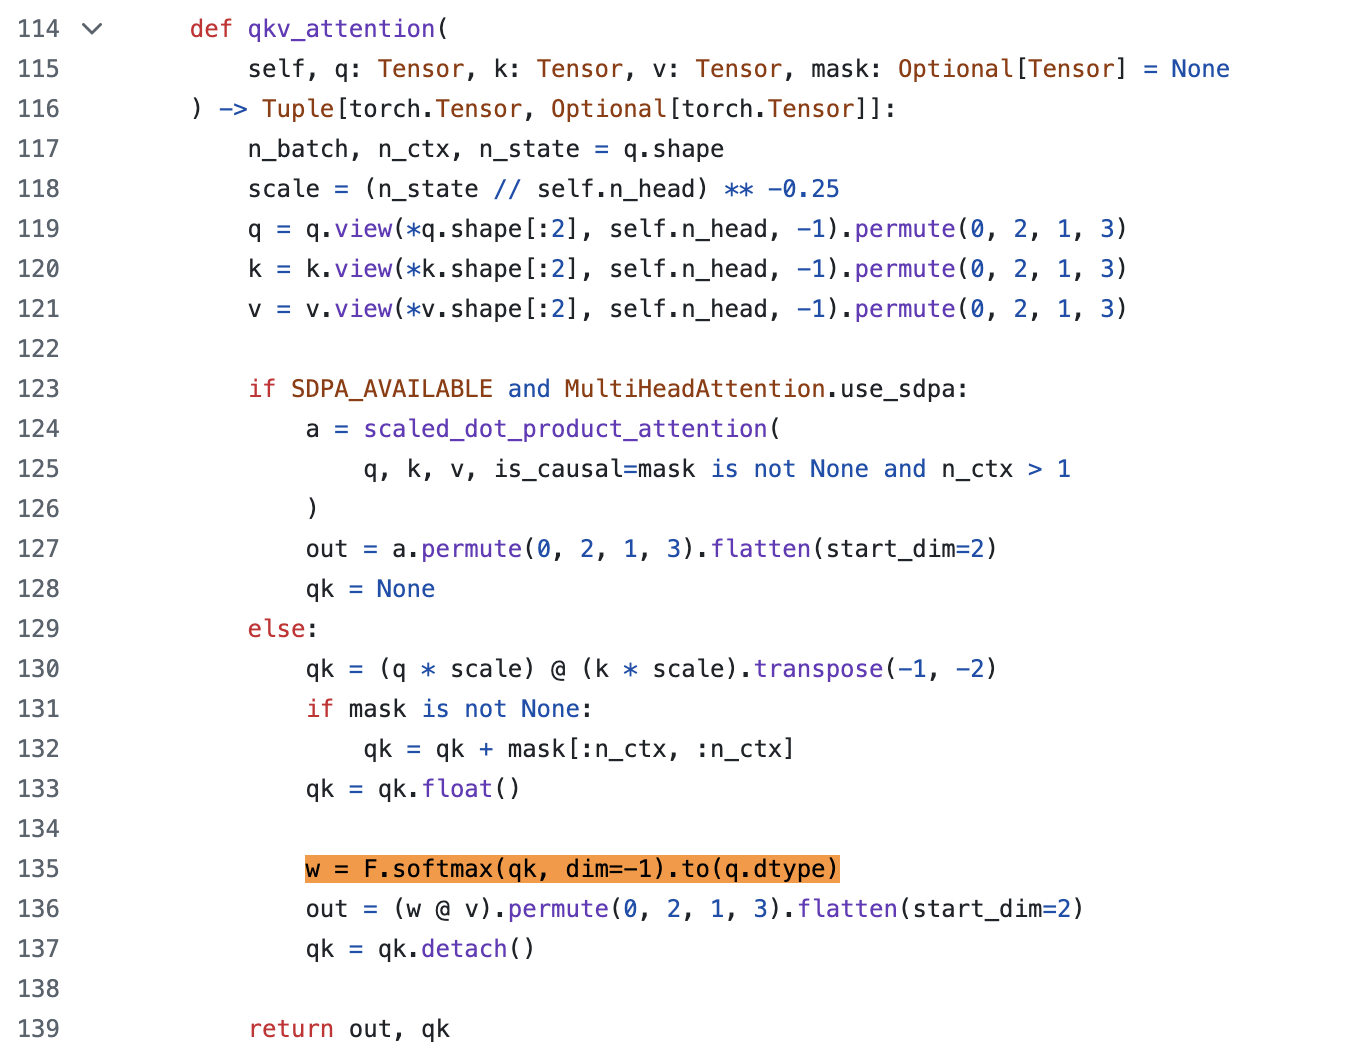 114 def qkv_attention(
115 self, q: Tensor, k: Tensor, v: Tensor, mask: Optional[Tensor] = None
116 ) -> Tuple[torch.Tensor, Optional[torch.Tensor]]:
117 n_batch, n_ctx, n_state = q.shape
118 scale = (n_state // self.n_head) ** -0.25
119 q = q.view(*q.shape[:2], self.n_head, -1).permute(0, 2, 1, 3)
120 k = k.view(*k.shape[:2], self.n_head, -1).permute(0, 2, 1, 3)
121 v = v.view(*v.shape[:2], self.n_head, -1).permute(0, 2, 1, 3)
122
123 if SDPA_AVAILABLE and MultiHeadAttention.use_sdpa:
124 a = scaled_dot_product_attention(
125 q, k, v, is_causal=mask is not None and n_ctx > 1
126 )
127 out = a.permute(0, 2, 1, 3).flatten(start_dim=2)
128 qk = None
129 else:
130 qk = (q * scale) @ (k * scale).transpose(-1, -2)
131 if mask is not None:
132 qk = qk + mask[:n_ctx, :n_ctx]
133 qk = qk.float()
134
135 w = F.softmax(qk, dim=-1).to(q.dtype)
136 out = (w @ v).permute(0, 2, 1, 3).flatten(start_dim=2)
137 qk = qk.detach()
138
139 return out, qk